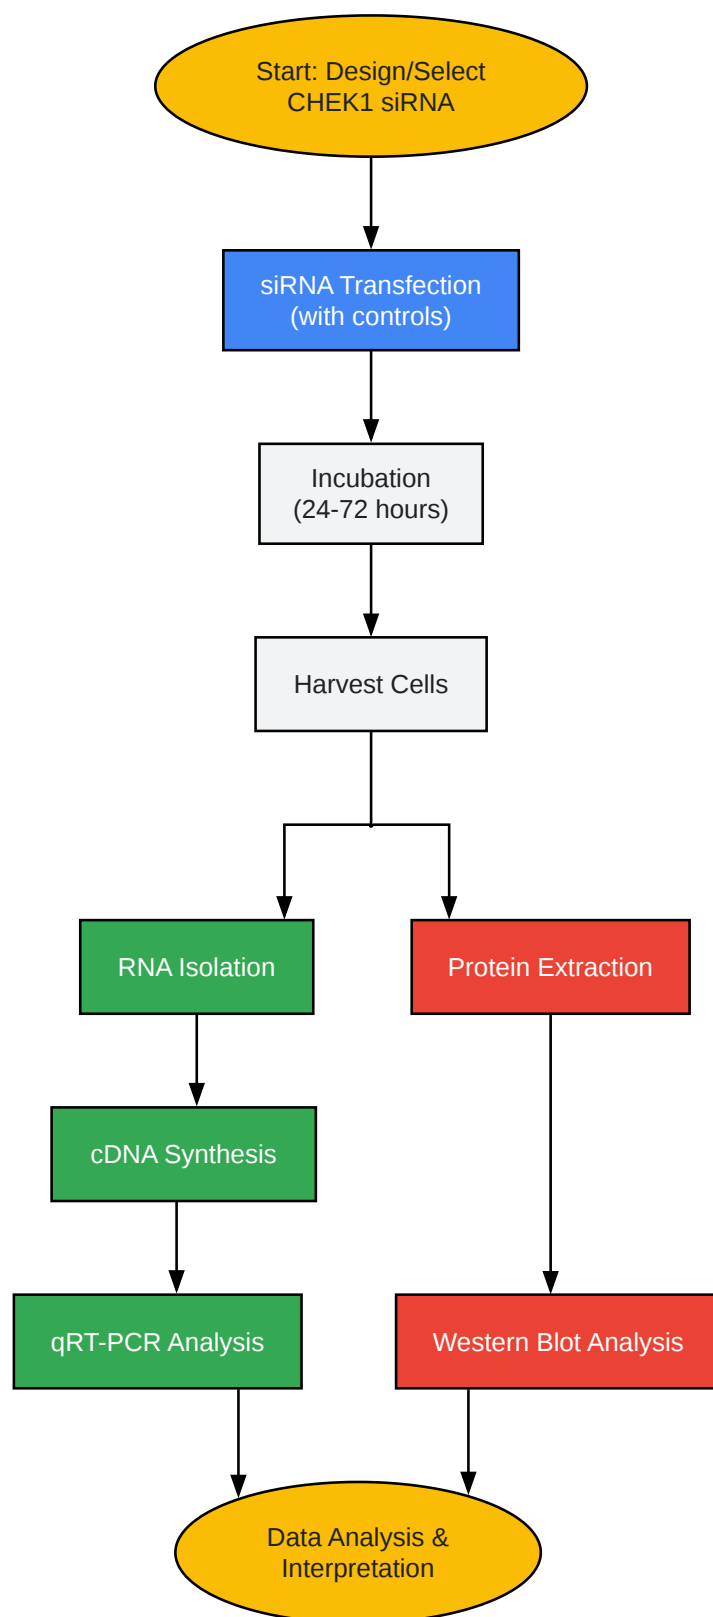 Start: Design/Select
CHEK1 siRNA
siRNA Transfection
(with controls)
Incubation
(24-72 hours)
Harvest Cells
RNA Isolation
Protein Extraction
cDNA Synthesis
qRT-PCR Analysis
Western Blot Analysis
Data Analysis &
Interpretation